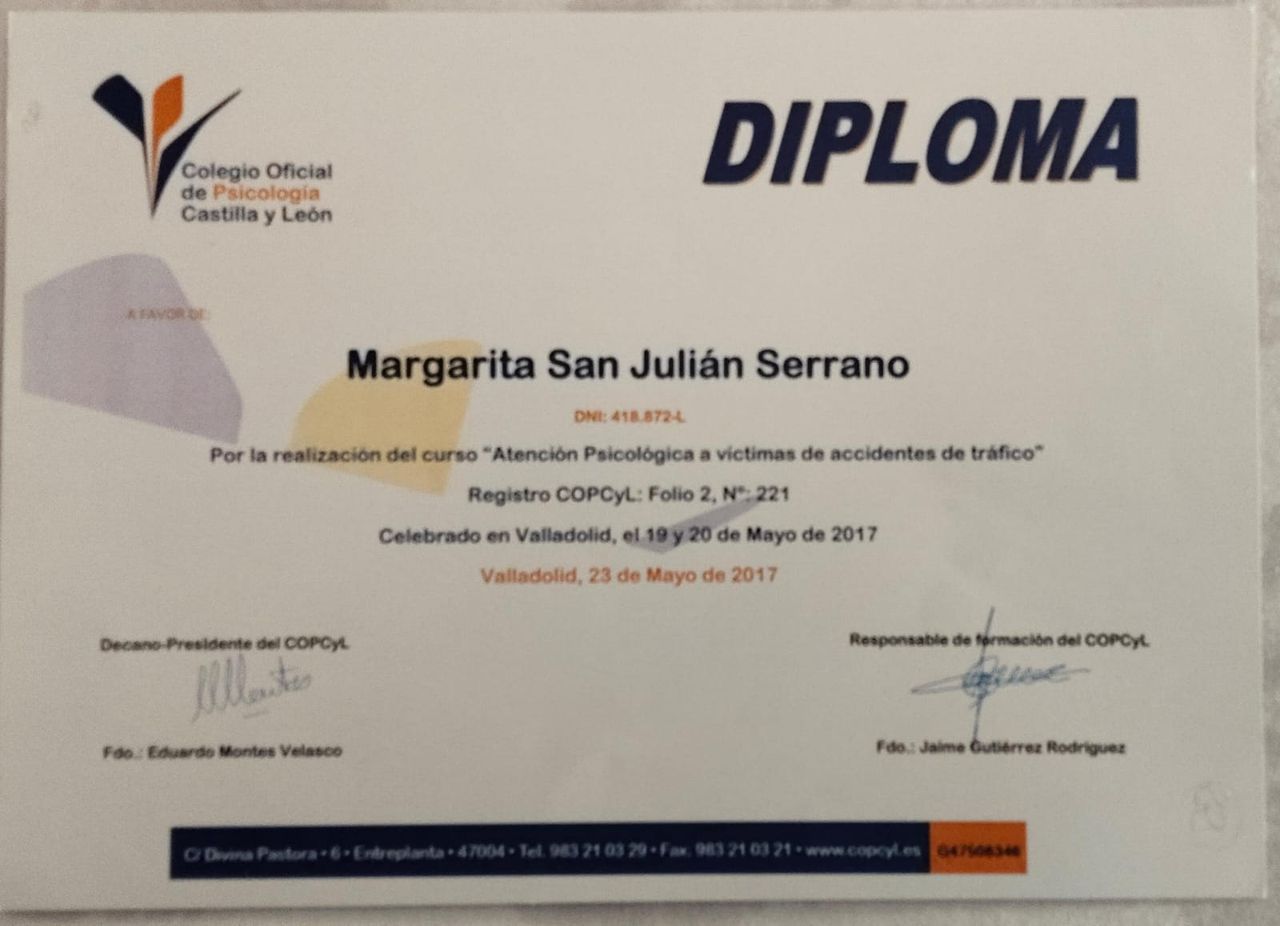 Colegio Oficial
de Psicología
Castilla y León
DIPLOMA
A FAVOR DE:
Margarita San Julián Serrano
DNI: 418.872-L
Por la realización del curso “Atención Psicológica a víctimas de accidentes de tráfico”
Registro COPCyL: Folio 2, Nº: 221
Celebrado en Valladolid, el 19 y 20 de Mayo de 2017
Valladolid, 23 de Mayo de 2017
Decano-Presidente del COPCyL
Responsable de formación del COPCyL
Fdo.: Eduardo Montes Velasco
Fdo.: Jaime Gutiérrez Rodríguez
C/ Divina Pastora • 6 • Entreplanta • 47004 • Tel. 983 21 03 29 • Fax. 983 21 03 21 • www.copcyl.es